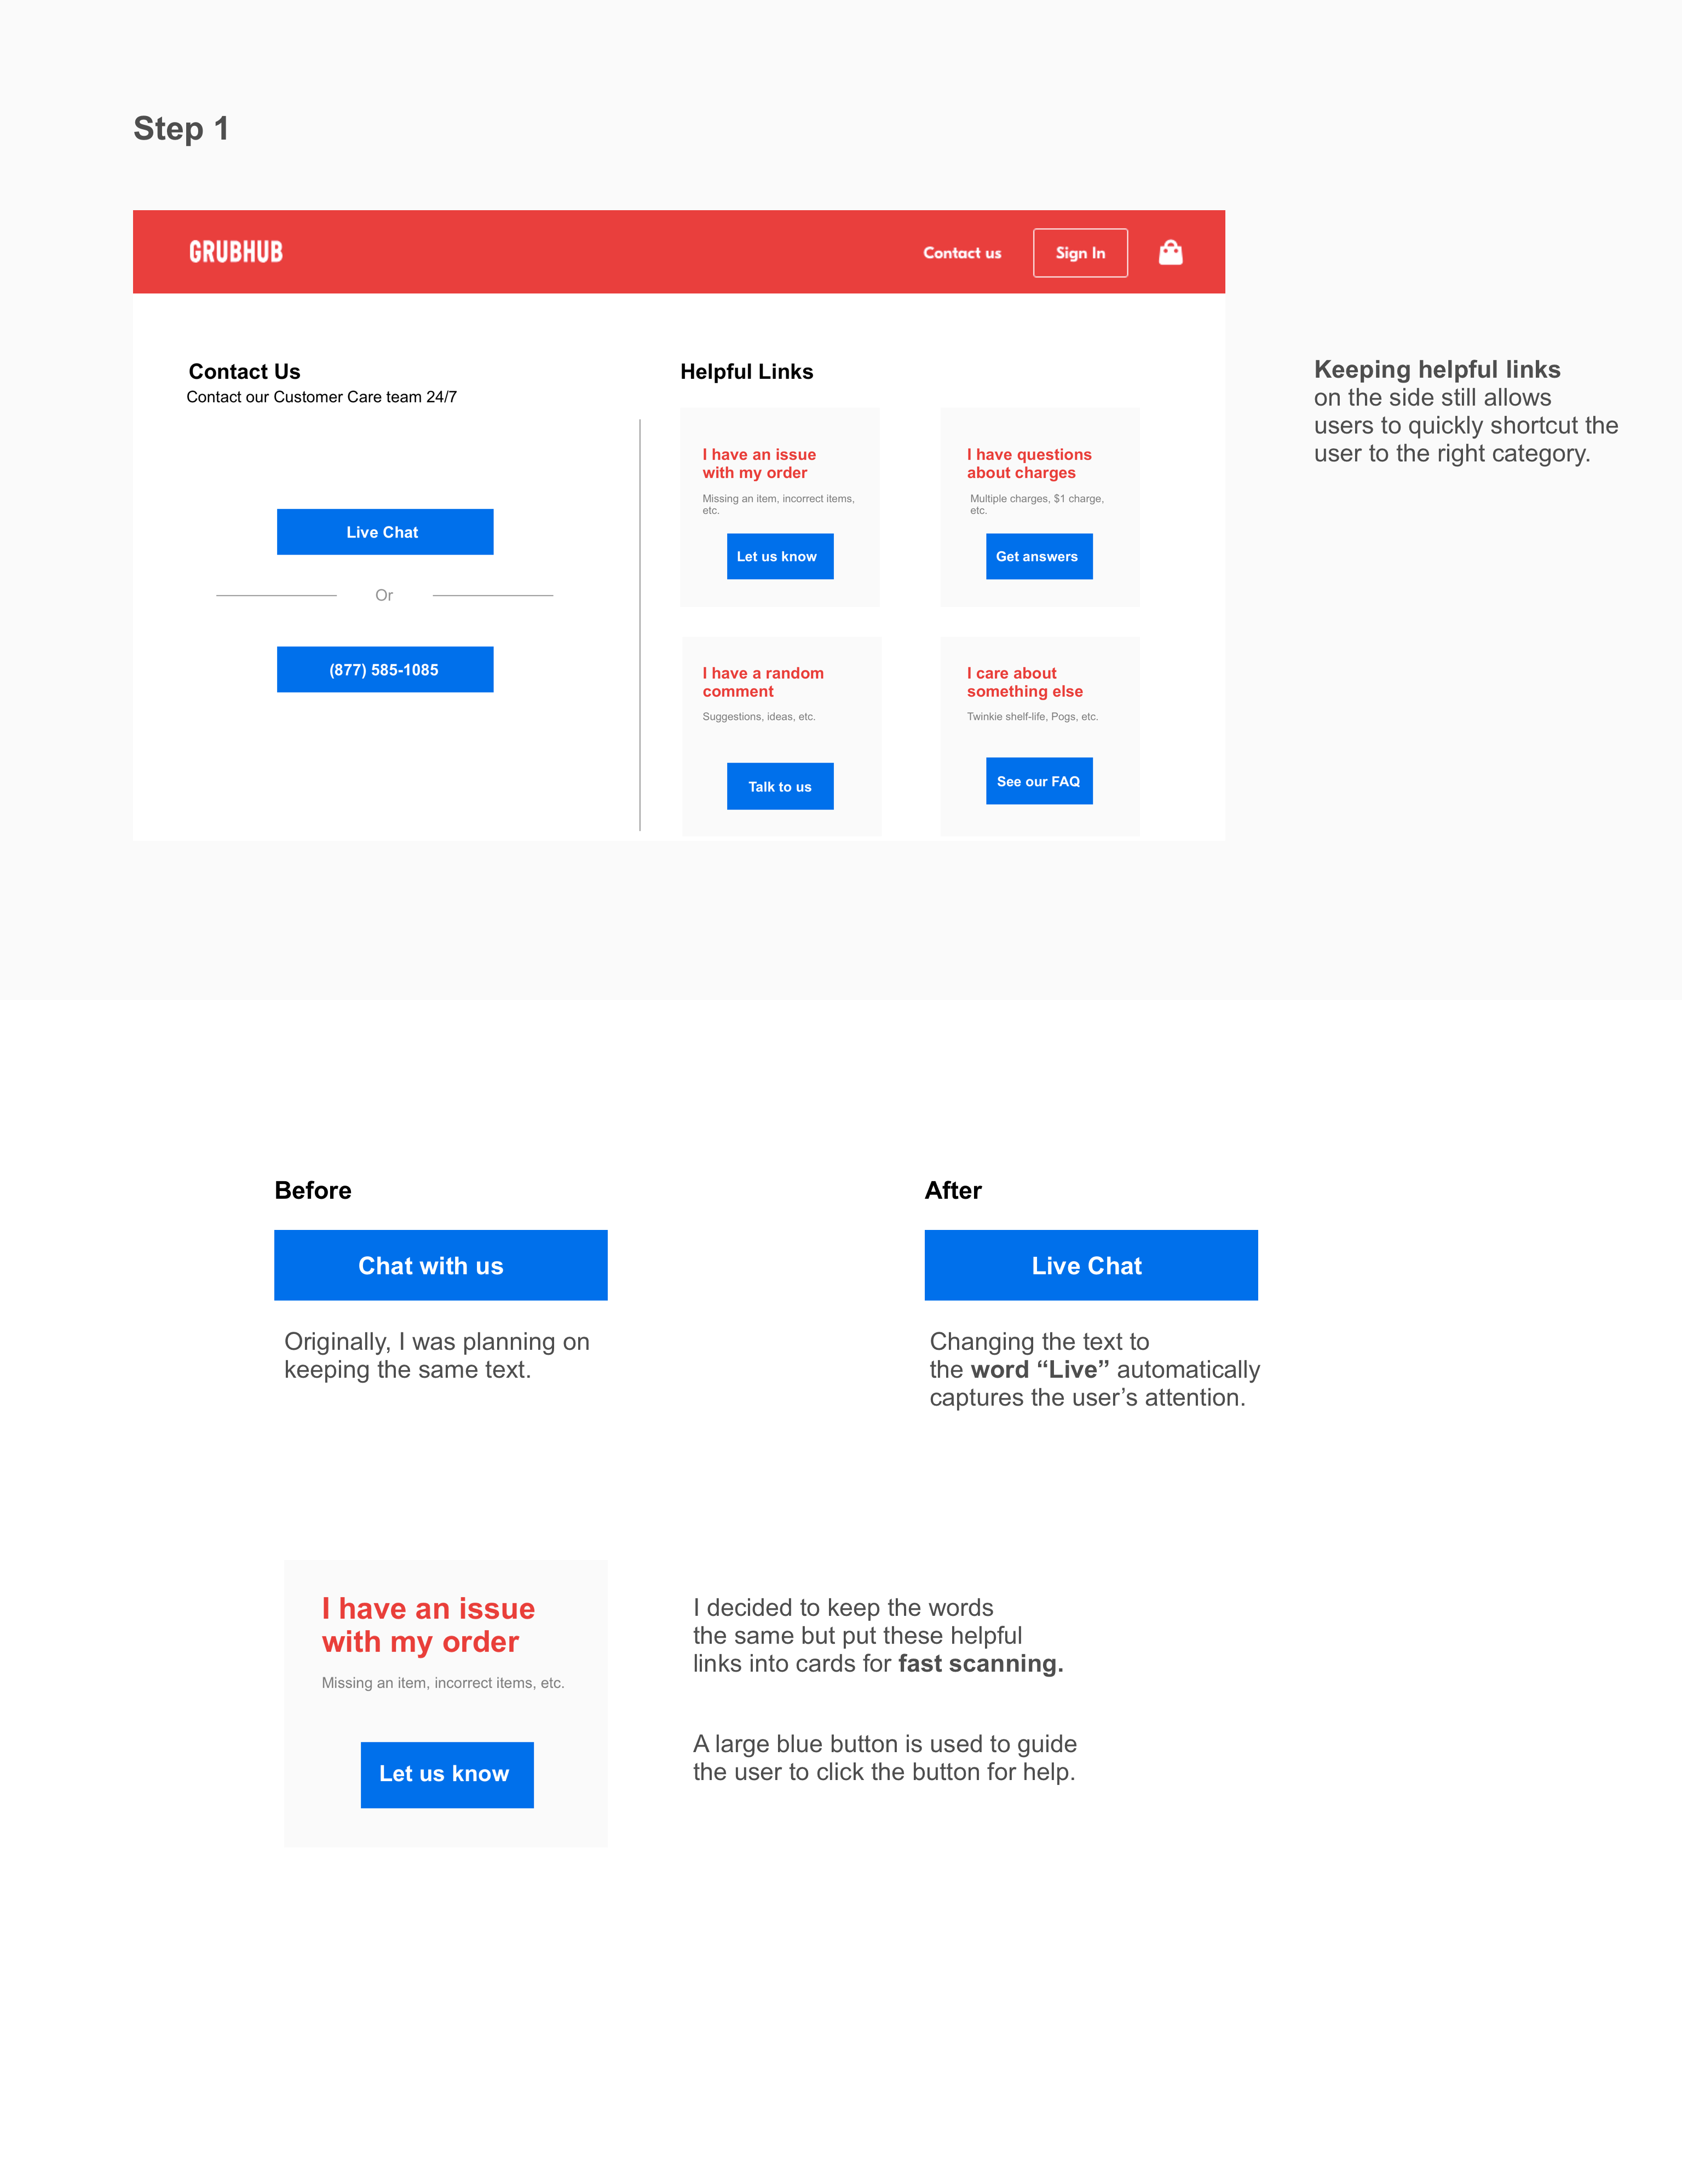 Step 1
GRUBHUB
Contact us
Sign In
Contact Us
Contact our Customer Care team 24/7
Live Chat
Or
(877) 585-1085
Helpful Links
I have an issue
with my order
Missing an item, incorrect items,
etc.
Let us know
I have questions
about charges
Multiple charges, $1 charge,
etc.
Get answers
I have a random
comment
Suggestions, ideas, etc.
Talk to us
I care about
something else
Twinkie shelf-life, Pogs, etc.
See our FAQ
Keeping helpful links
on the side still allows
users to quickly shortcut the
user to the right category.
Before
Chat with us
Originally, I was planning on
keeping the same text.
After
Live Chat
Changing the text to
the word “Live” automatically
captures the user’s attention.
I have an issue
with my order
Missing an item, incorrect items, etc.
Let us know
I decided to keep the words
the same but put these helpful
links into cards for fast scanning.
A large blue button is used to guide
the user to click the button for help.